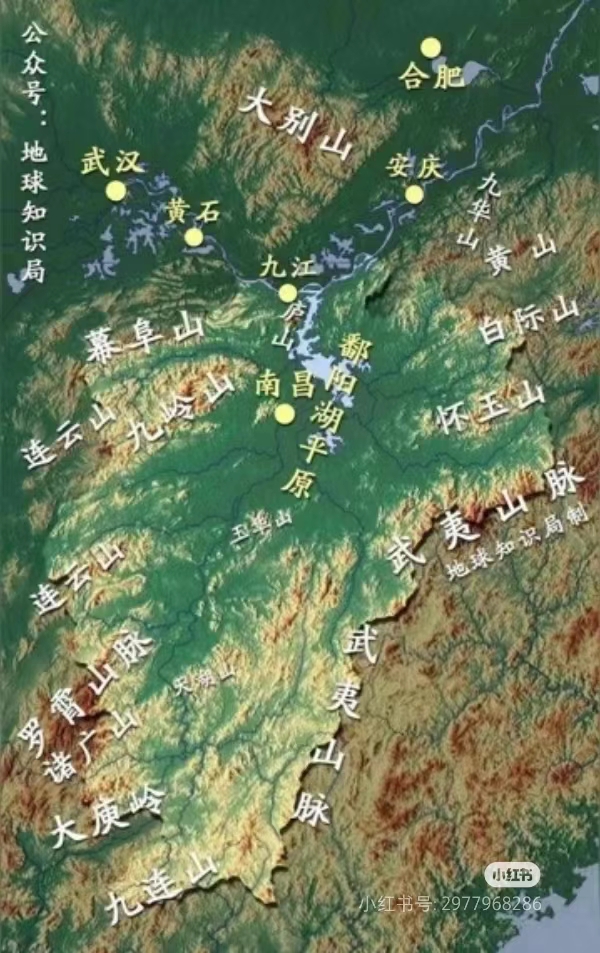 公众号：地球知识局
合肥
大别山
武汉
安庆
黄石
九华山
黄山
九江
庐山
幕阜山
白际山
鄱阳湖平原
南昌
九岭山
连云山
怀玉山
武夷山脉
地球知识局制
玉华山
连云山
武夷山脉
罗霄山脉
天湖山
诸广山
大庾岭
九连山
小红书
小红书号: 2977968286